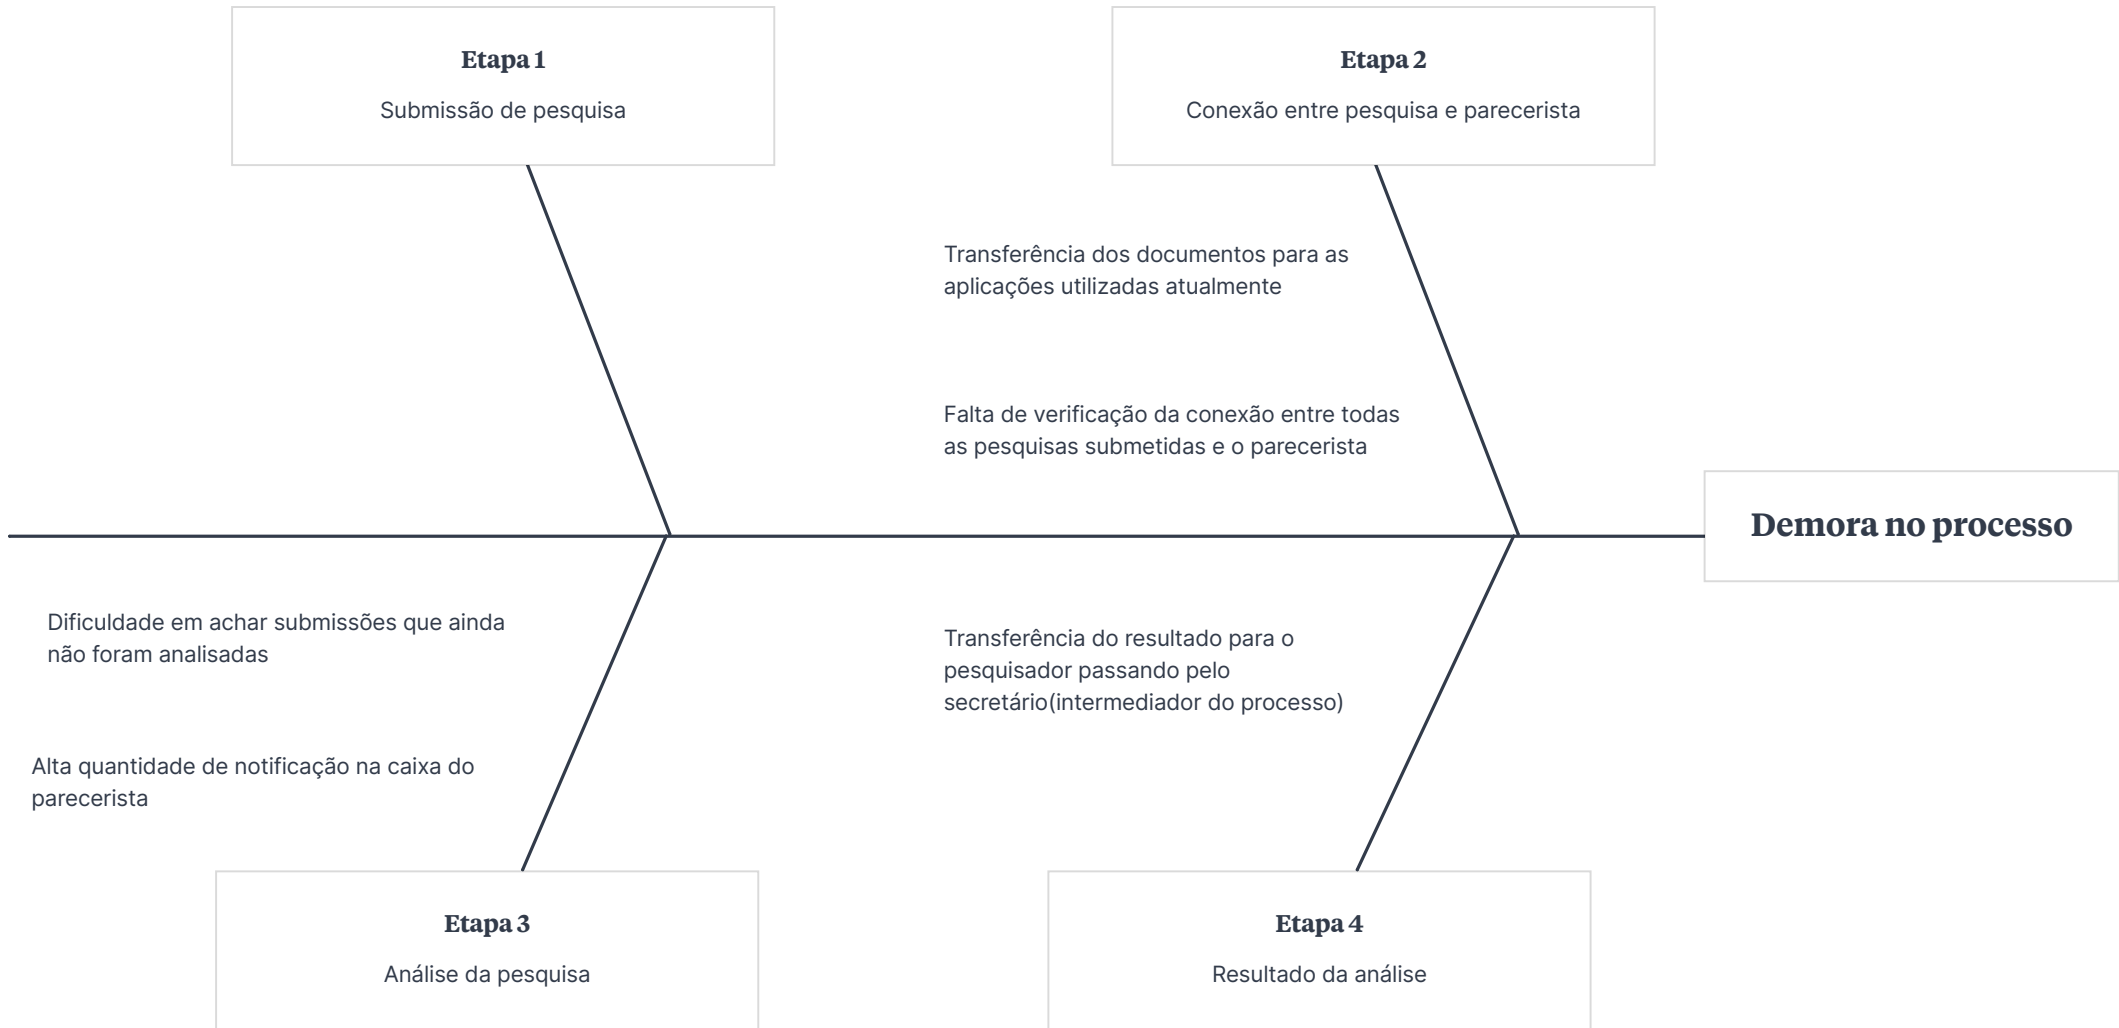 Etapa 1
Submissão de pesquisa
Etapa 2
Conexão entre pesquisa e parecerista
Transferência dos documentos para as
aplicações utilizadas atualmente
Falta de verificação da conexão entre todas
as pesquisas submetidas e o parecerista
Demora no processo
Dificuldade em achar submissões que ainda
não foram analisadas
Alta quantidade de notificação na caixa do
parecerista
Transferência do resultado para o
pesquisador passando pelo
secretário(intermediador do processo)
Etapa 3
Análise da pesquisa
Etapa 4
Resultado da análise